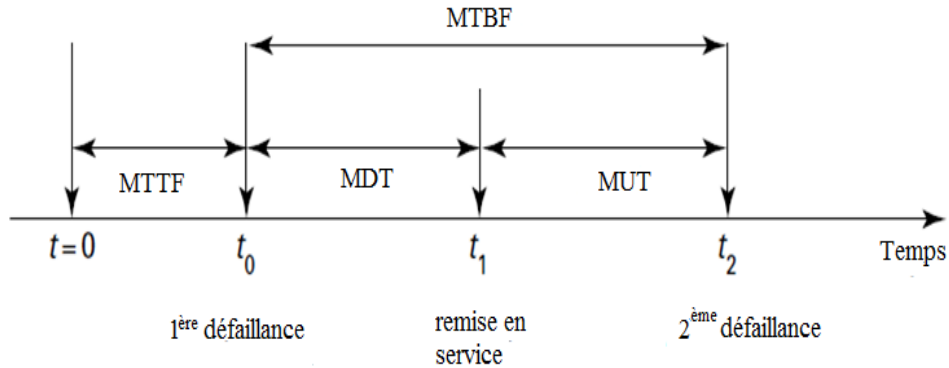 MTBF
MTTF
MDT
MUT
t=0
t₀
t₁
t₂
Temps
1ère défaillance
remise en
service
2ème défaillance